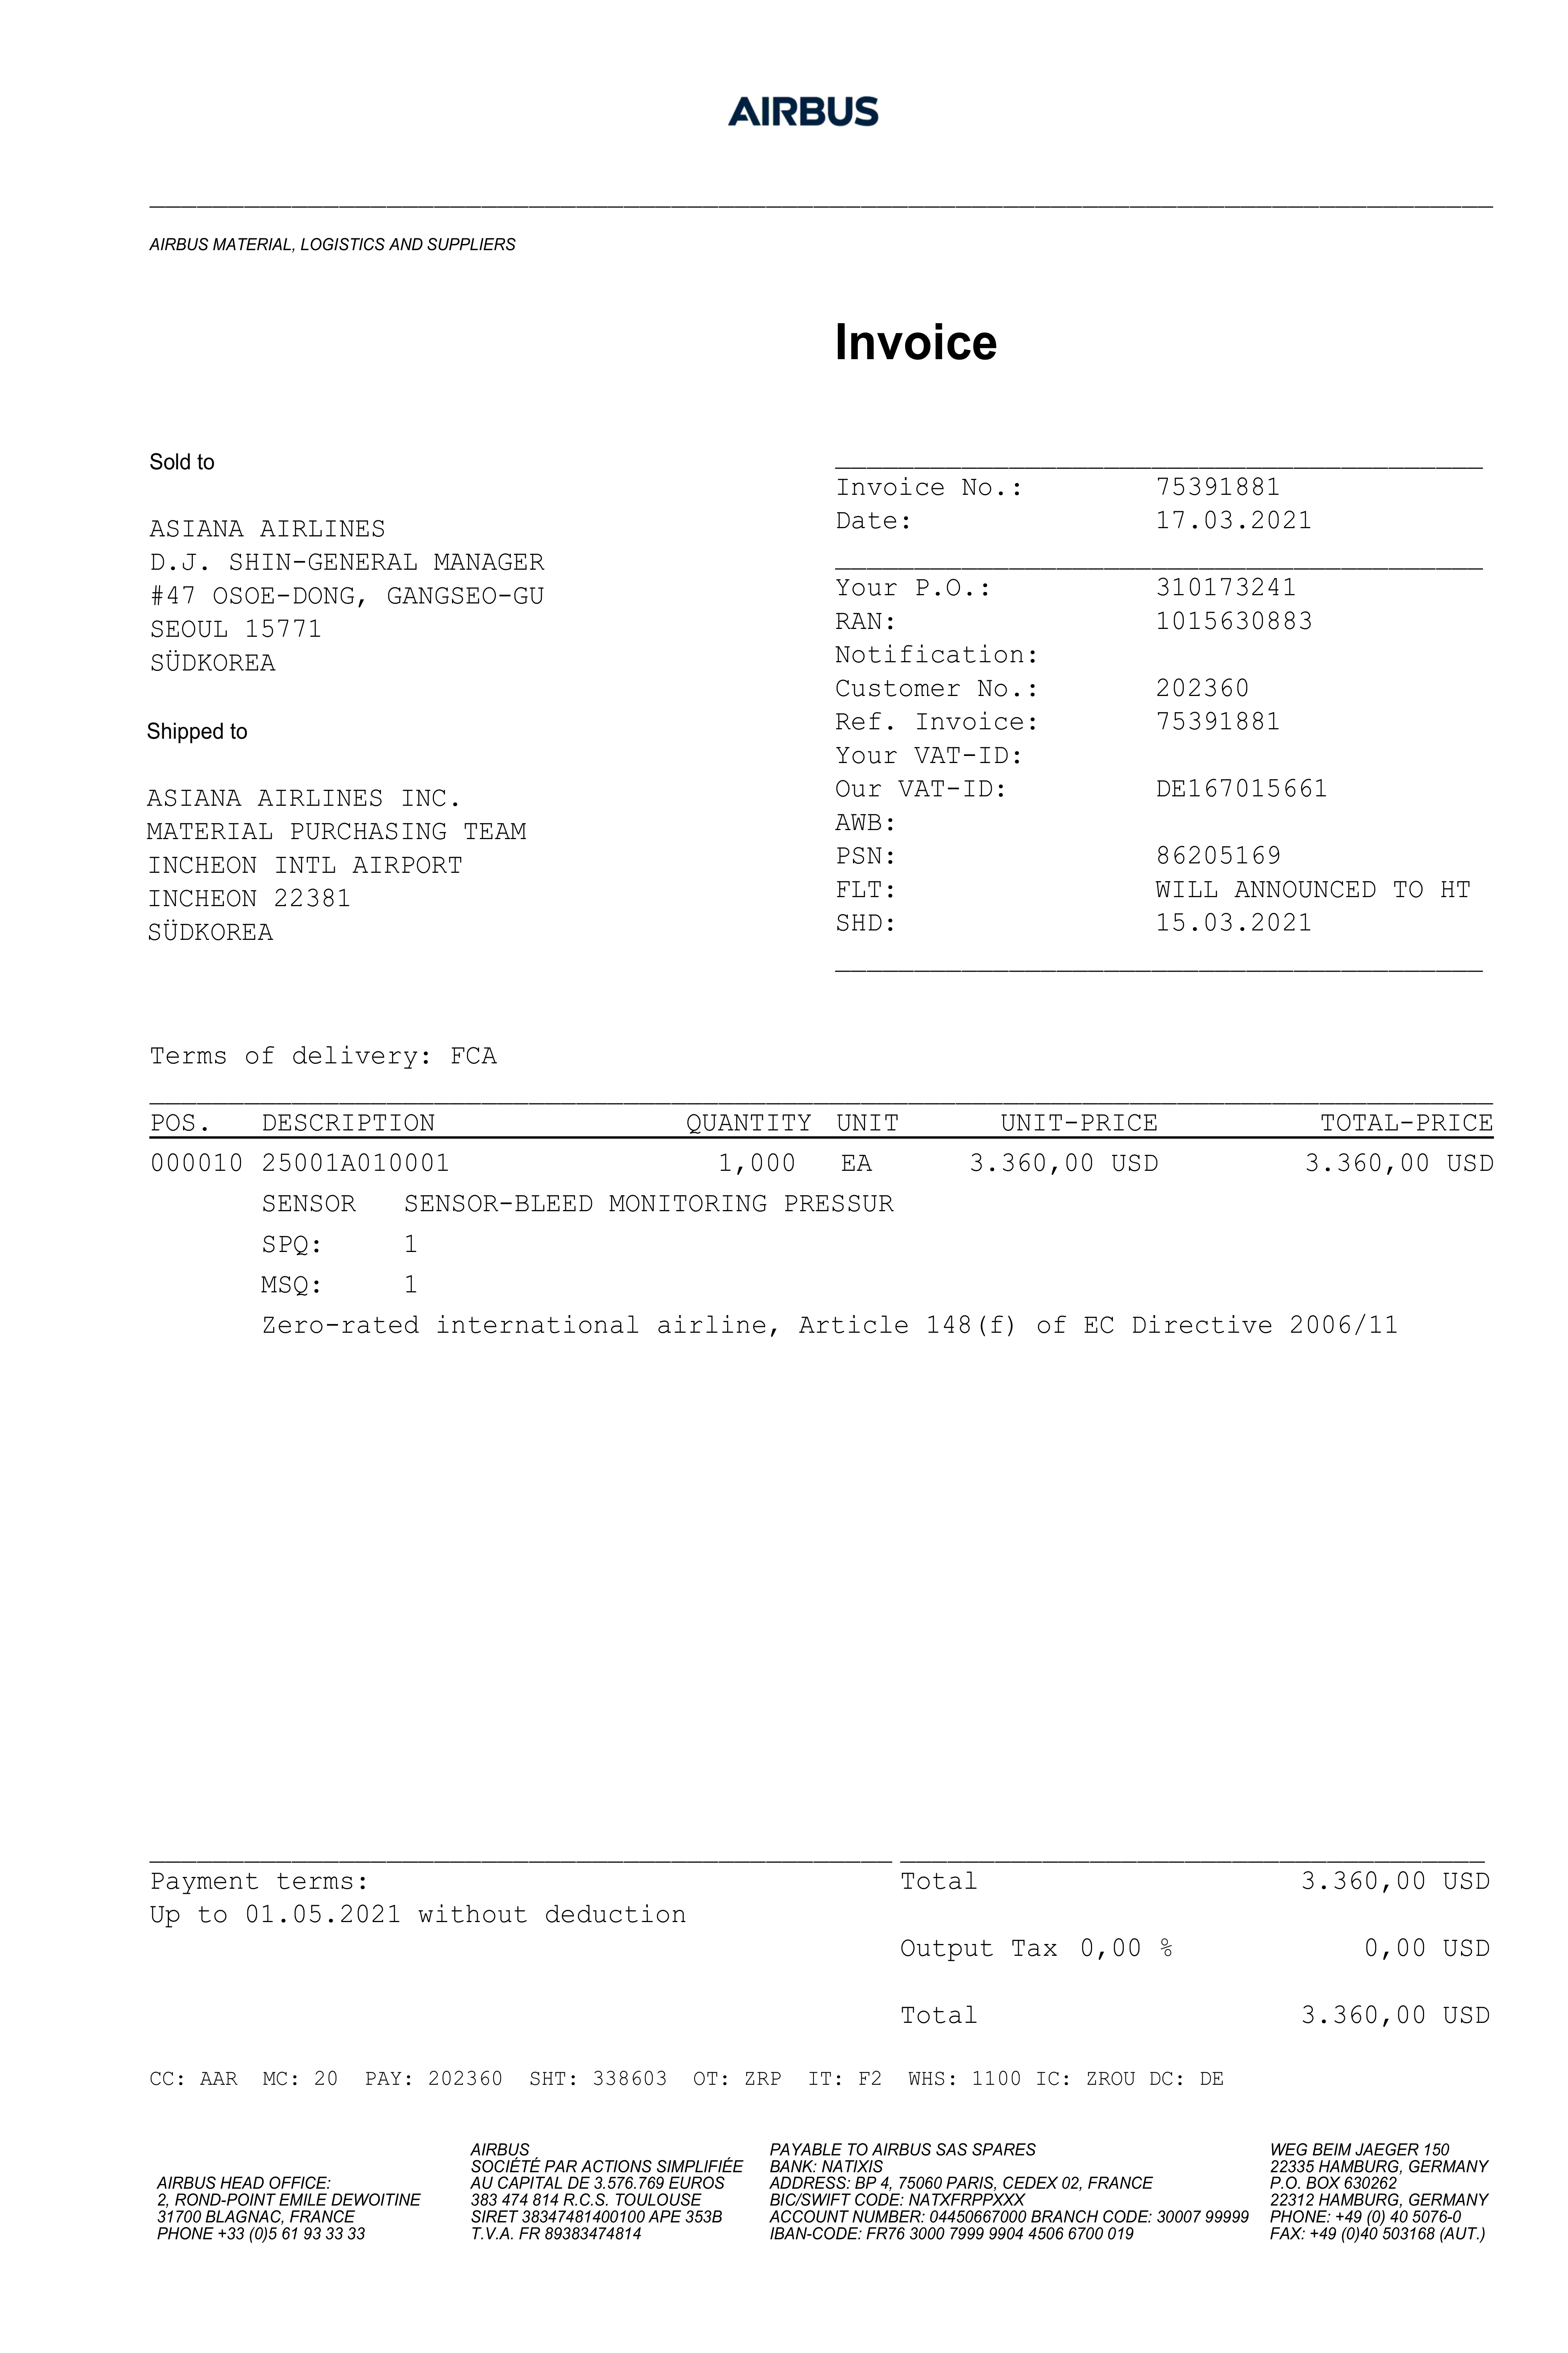 AIRBUS
AIRBUS MATERIAL, LOGISTICS AND SUPPLIERS
Invoice
Sold to
ASIANA AIRLINES
D.J. SHIN-GENERAL MANAGER
#47 OSOE-DONG, GANGSEO-GU
SEOUL 15771
SÜDKOREA
Shipped to
ASIANA AIRLINES INC.
MATERIAL PURCHASING TEAM
INCHEON INTL AIRPORT
INCHEON 22381
SÜDKOREA
Invoice No.: 75391881
Date: 17.03.2021
Your P.O.: 310173241
RAN: 1015630883
Notification:
Customer No.: 202360
Ref. Invoice: 75391881
Your VAT-ID:
Our VAT-ID: DE167015661
AWB:
PSN: 86205169
FLT: WILL ANNOUNCED TO HT
SHD: 15.03.2021
Terms of delivery: FCA
POS. DESCRIPTION QUANTITY UNIT UNIT-PRICE TOTAL-PRICE
000010 25001A010001 1,000 EA 3.360,00 USD 3.360,00 USD
SENSOR SENSOR-BLEED MONITORING PRESSUR
SPQ: 1
MSQ: 1
Zero-rated international airline, Article 148(f) of EC Directive 2006/11
Payment terms:
Up to 01.05.2021 without deduction
Total 3.360,00 USD
Output Tax 0,00 % 0,00 USD
Total 3.360,00 USD
CC: AAR MC: 20 PAY: 202360 SHT: 338603 OT: ZRP IT: F2 WHS: 1100 IC: ZROU DC: DE
AIRBUS HEAD OFFICE:
2, ROND-POINT EMILE DEWOITINE
31700 BLAGNAC, FRANCE
PHONE +33 (0)5 61 93 33 33
AIRBUS
SOCIÉTÉ PAR ACTIONS SIMPLIFIÉE
AU CAPITAL DE 3.576.769 EUROS
383 474 814 R.C.S. TOULOUSE
SIRET 38347481400100 APE 353B
T.V.A. FR 89383474814
PAYABLE TO AIRBUS SAS SPARES
BANK: NATIXIS
ADDRESS: BP 4, 75060 PARIS, CEDEX 02, FRANCE
BIC/SWIFT CODE: NATXFRPPXXX
ACCOUNT NUMBER: 04450667000 BRANCH CODE: 30007 99999
IBAN-CODE: FR76 3000 7999 9904 4506 6700 019
WEG BEIM JAEGER 150
22335 HAMBURG, GERMANY
P.O. BOX 630262
22312 HAMBURG, GERMANY
PHONE: +49 (0) 40 5076-0
FAX: +49 (0)40 503168 (AUT.)